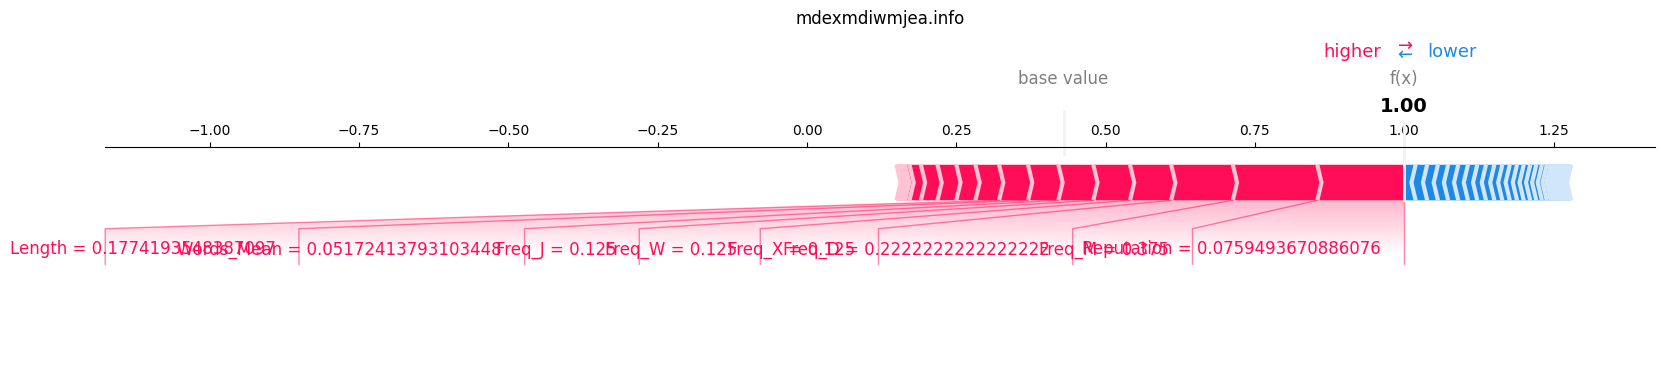 mdexmdiwmjea.info
higher ⇄ lower
base value f(x)
1.00
−1.00 −0.75 −0.50 −0.25 0.00 0.25 0.50 0.75 1.00 1.25
Length = 0.1774193548387097 Words_Mean = 0.05172413793103448 Freq_J = 0.125 Freq_W = 0.125 Freq_X = 0.125 Freq_D = 0.2222222222222222 Freq_M = 0.375 Reputation = 0.0759493670886076